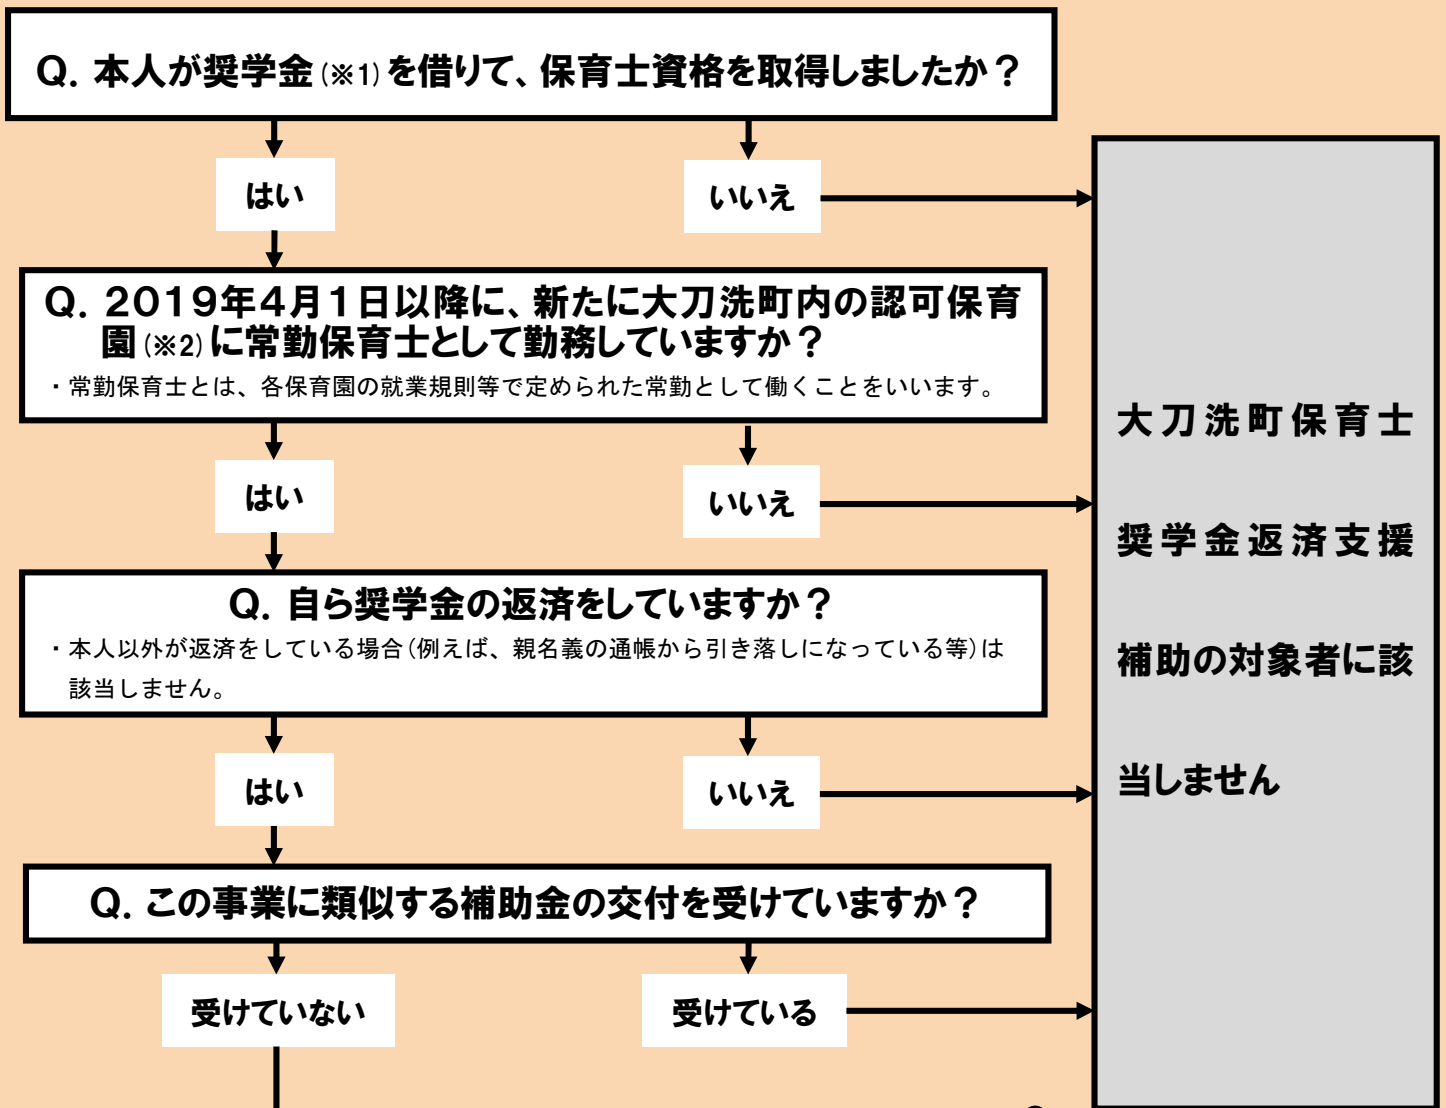 Q. 本人が奨学金(※1)を借りて、保育士資格を取得しましたか？
はい
いいえ
Q. 2019年4月1日以降に、新たに大刀洗町内の認可保育
園(※2)に常勤保育士として勤務していますか？
・常勤保育士とは、各保育園の就業規則等で定められた常勤として働くことをいいます。
はい
いいえ
Q. 自ら奨学金の返済をしていますか？
・本人以外が返済をしている場合(例えば、親名義の通帳から引き落しになっている等)は
該当しません。
はい
いいえ
Q. この事業に類似する補助金の交付を受けていますか？
受けていない
受けている
大刀洗町保育士
奨学金返済支援
補助の対象者に該
当しません